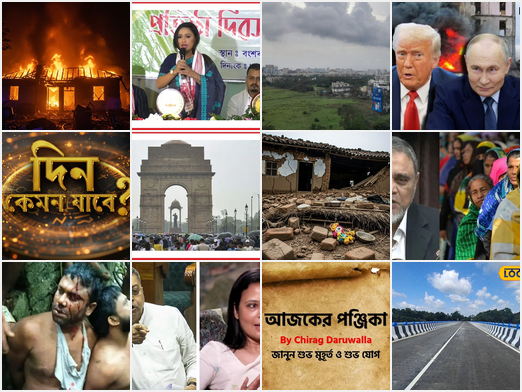 স্থান :
দিন
কেমন যাবে?
আজকের পঞ্জিকা
By Chirag Daruwalla
জানুন শুভ মুহূর্ত ও শুভ যোগ